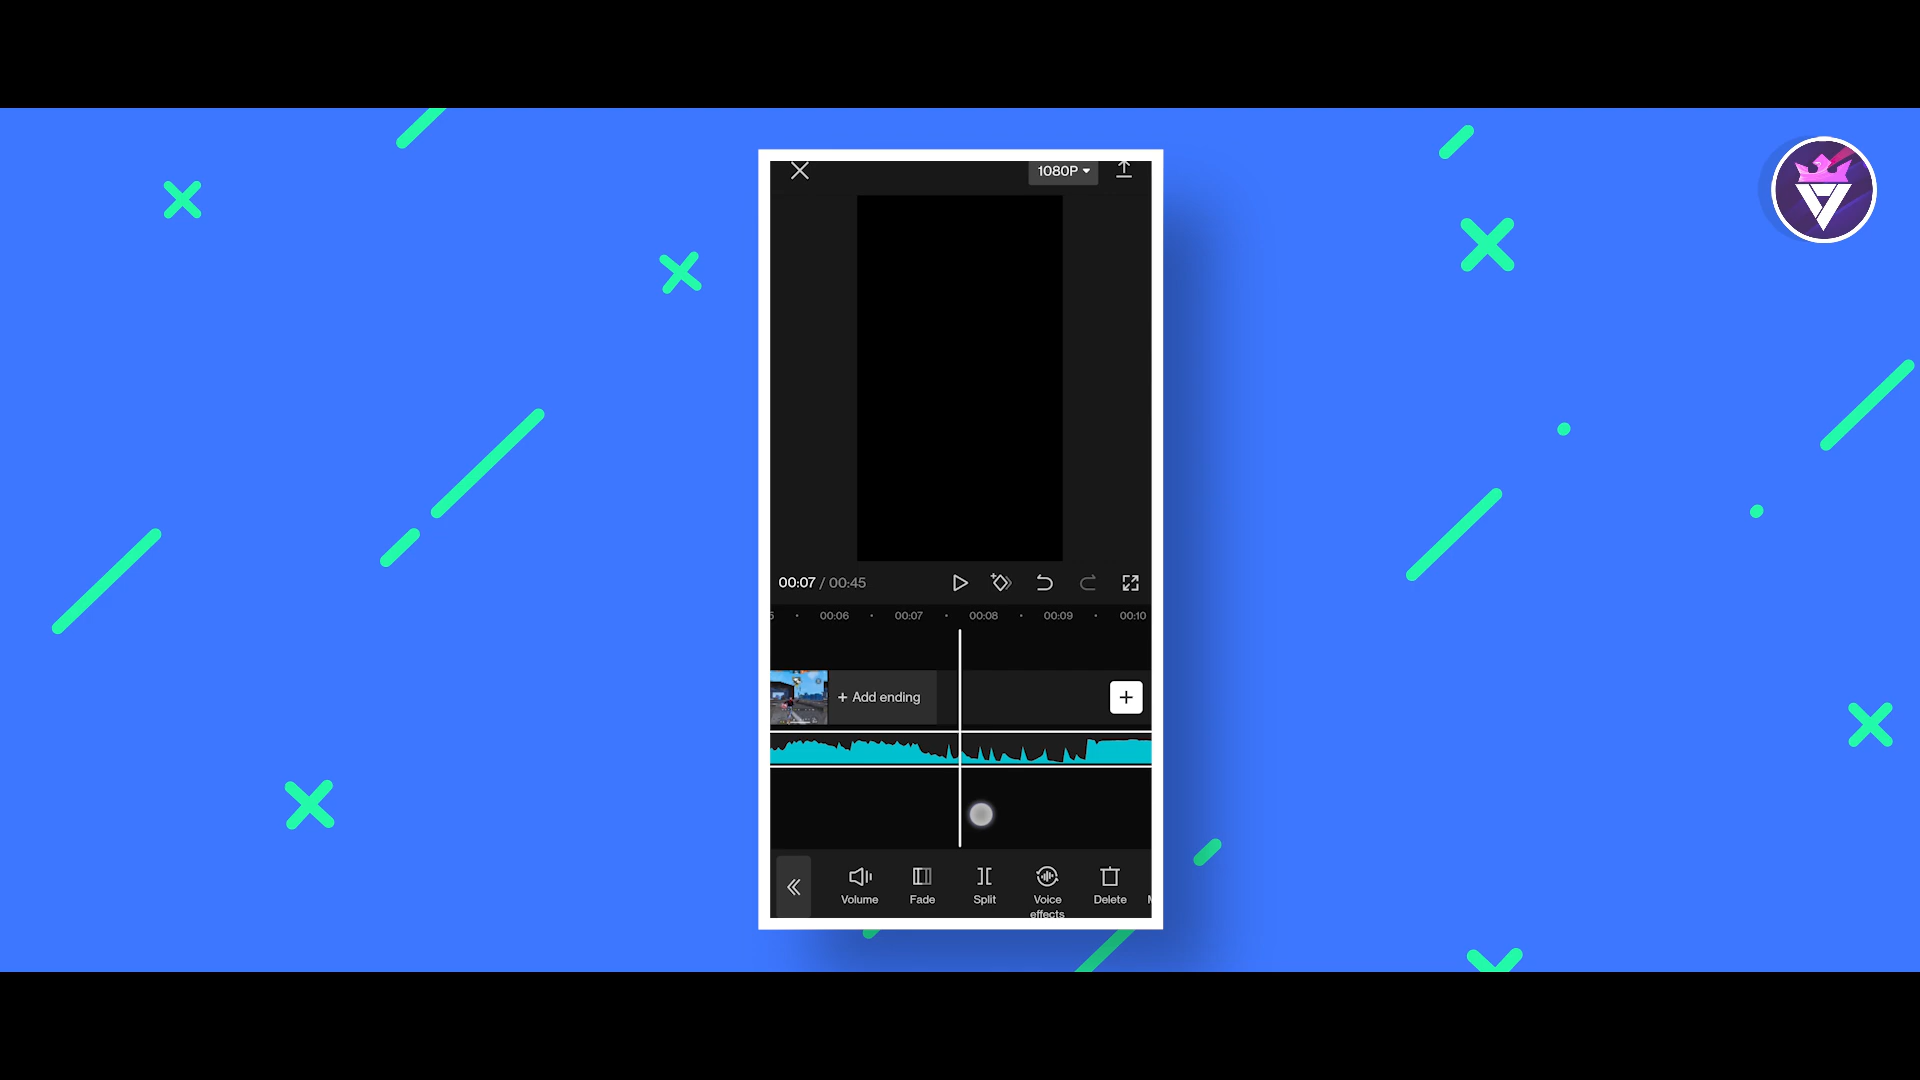 1080P
00:07 / 00:45
00:06 00:07 00:08 00:09 00:10
+ Add ending
Volume Fade Split Voice effects Delete